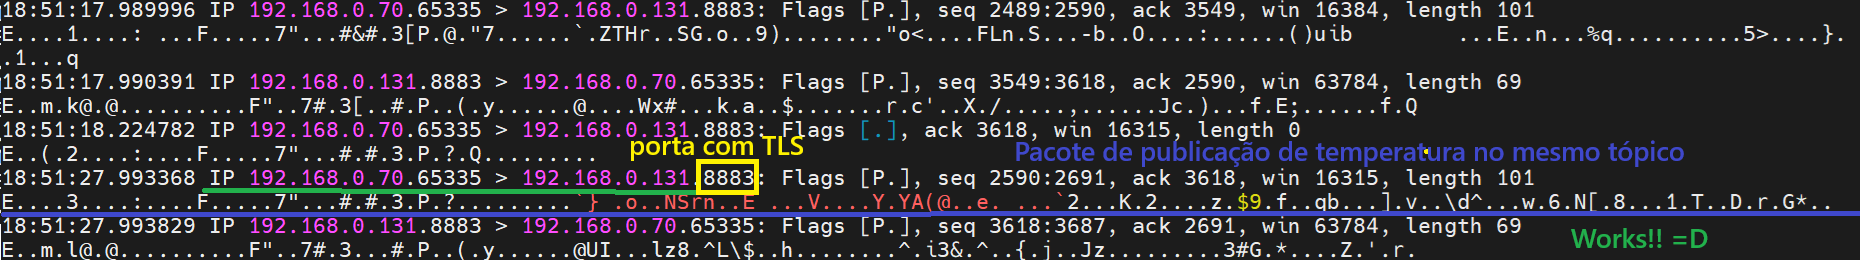 18:51:17.989996 IP 192.168.0.70.65335 > 192.168.0.131.8883: Flags [P.], seq 2489:2590, ack 3549, win 16384, length 101
E....1....: ...F.....7"...#&#.3[P.@."7......`.ZTHr..SG.o..9)........"o<....FLn.S...-b..O....:......()uib      ...E..n...%q..........5>....}.
.1...q
18:51:17.990391 IP 192.168.0.131.8883 > 192.168.0.70.65335: Flags [P.], seq 3549:3618, ack 2590, win 63784, length 69
E..m.k@.@..........F"..7#.3[..#.P..(.y......@....Wx#...k.a..$.......r.c'..X./.....,......Jc.)...f.E;......f.Q
18:51:18.224782 IP 192.168.0.70.65335 > 192.168.0.131.8883: Flags [.], ack 3618, win 16315, length 0
E..(.2....:....F.....7"...#.#.3.P.?.Q.........
porta com TLS
Pacote de publicação de temperatura no mesmo tópico
18:51:27.993368 IP 192.168.0.70.65335 > 192.168.0.131.8883: Flags [P.], seq 2590:2691, ack 3618, win 16315, length 101
E....3....:....F.....7"...#.#.3.P.?.........`} .o..NSrn..E ...V....Y.YA(@..e. ...`2...K.2....z.$9.f..gb...].v..\d^...w.6.N[.8...1.T..D.r.G*..
18:51:27.993829 IP 192.168.0.131.8883 > 192.168.0.70.65335: Flags [P.], seq 3618:3687, ack 2691, win 63784, length 69
Works!! =D
E..m.l@.@..........F"..7#.3...#.P..(.y......@UI...lz8.^L\$..h........^.i3&.^..{.j..Jz.........3#G.*....Z.'.r.